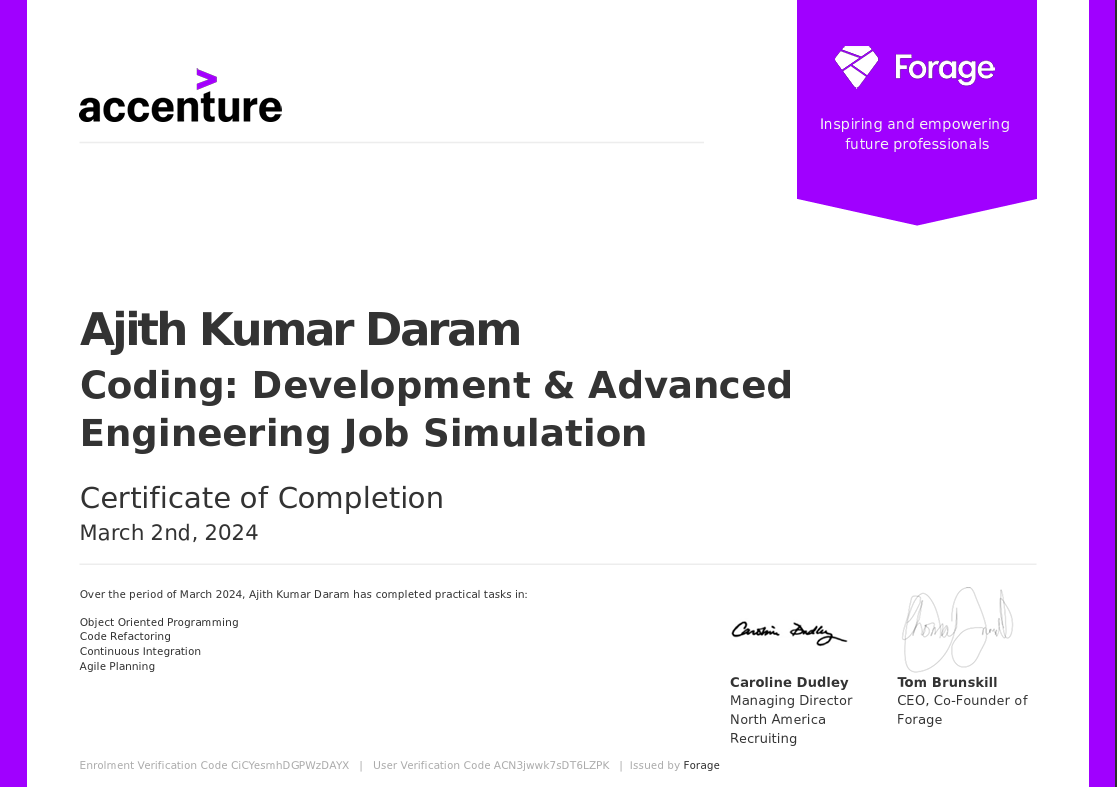 accenture
Forage
Inspiring and empowering
future professionals
Ajith Kumar Daram
Coding: Development & Advanced
Engineering Job Simulation
Certificate of Completion
March 2nd, 2024
Over the period of March 2024, Ajith Kumar Daram has completed practical tasks in:
Object Oriented Programming
Code Refactoring
Continuous Integration
Agile Planning
Caroline Dudley
Caroline Dudley
Managing Director
North America
Recruiting
Tom Brunskill
CEO, Co-Founder of
Forage
Enrolment Verification Code CiCYesmhDGPWzDAYX | User Verification Code ACN3jwwk7sDT6LZPK | Issued by Forage